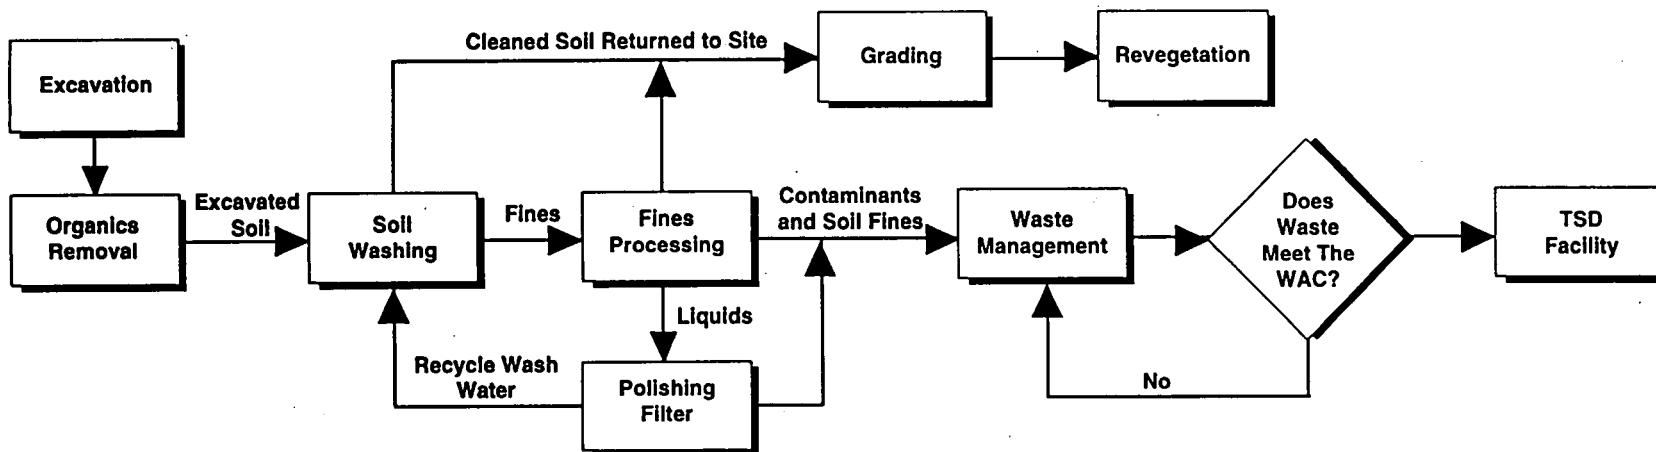 Cleaned Soil Returned to Site
Grading
Revegetation
Excavation
Organics
Removal
Excavated
Soil
Soil
Washing
Fines
Fines
Processing
Contaminants
and Soil Fines
Waste
Management
Does
Waste
Meet The
WAC?
TSD
Facility
Liquids
Recycle Wash
Water
Polishing
Filter
No